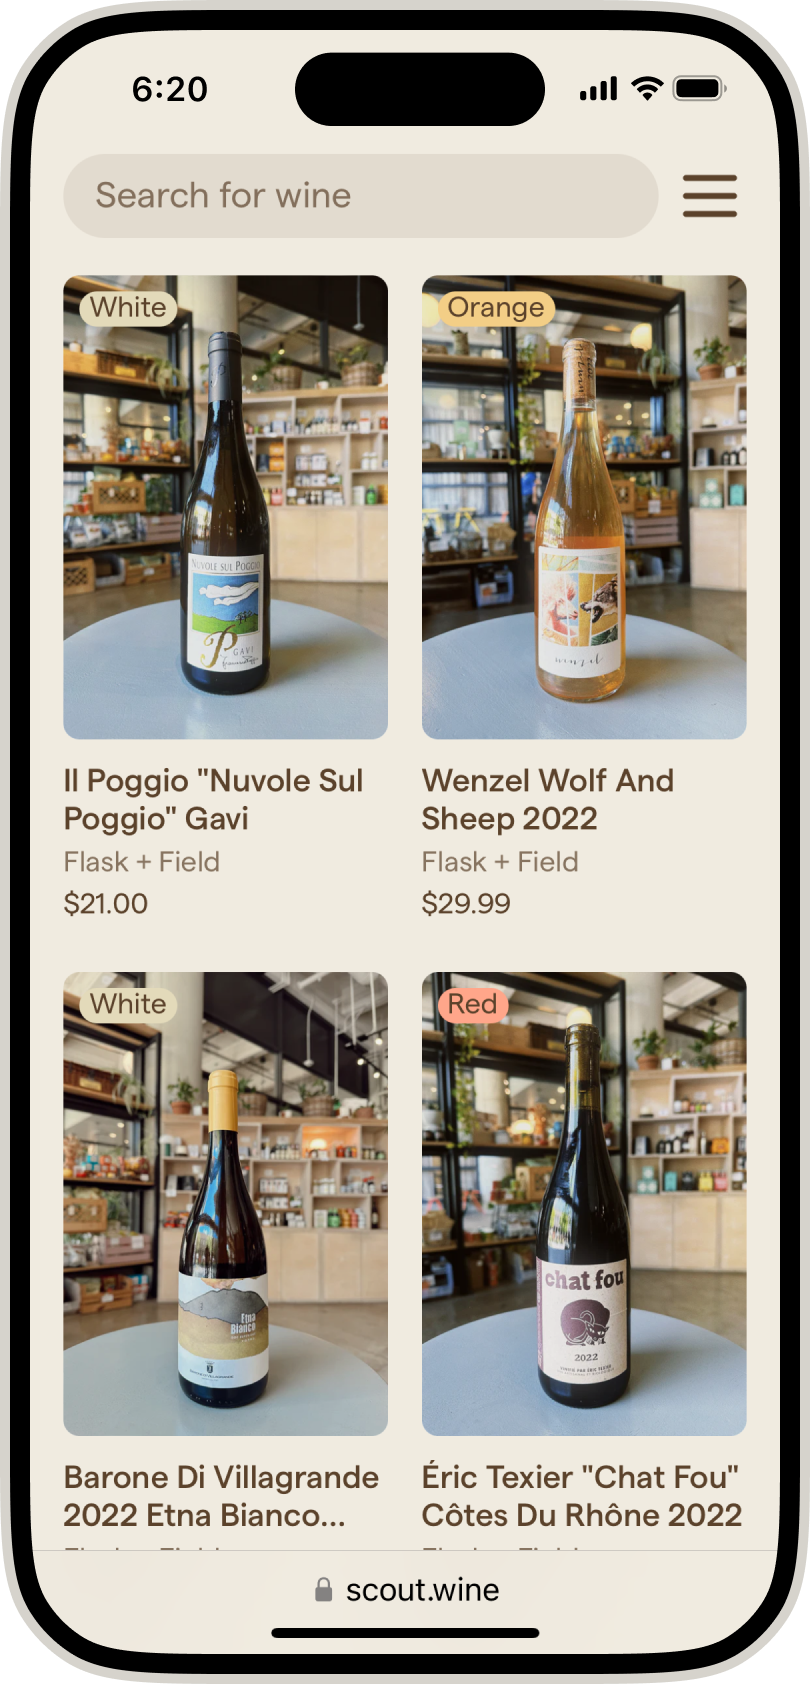 6:20
Search for wine
White
Orange
NUVOLE SUL POGGIO
GAVI
wenzel
Il Poggio "Nuvole Sul
Poggio" Gavi
Flask + Field
$21.00
Wenzel Wolf And
Sheep 2022
Flask + Field
$29.99
White
Red
Etna
Bianco
chat fou
2022
Barone Di Villagrande
2022 Etna Bianco...
Éric Texier "Chat Fou"
Côtes Du Rhône 2022
scout.wine